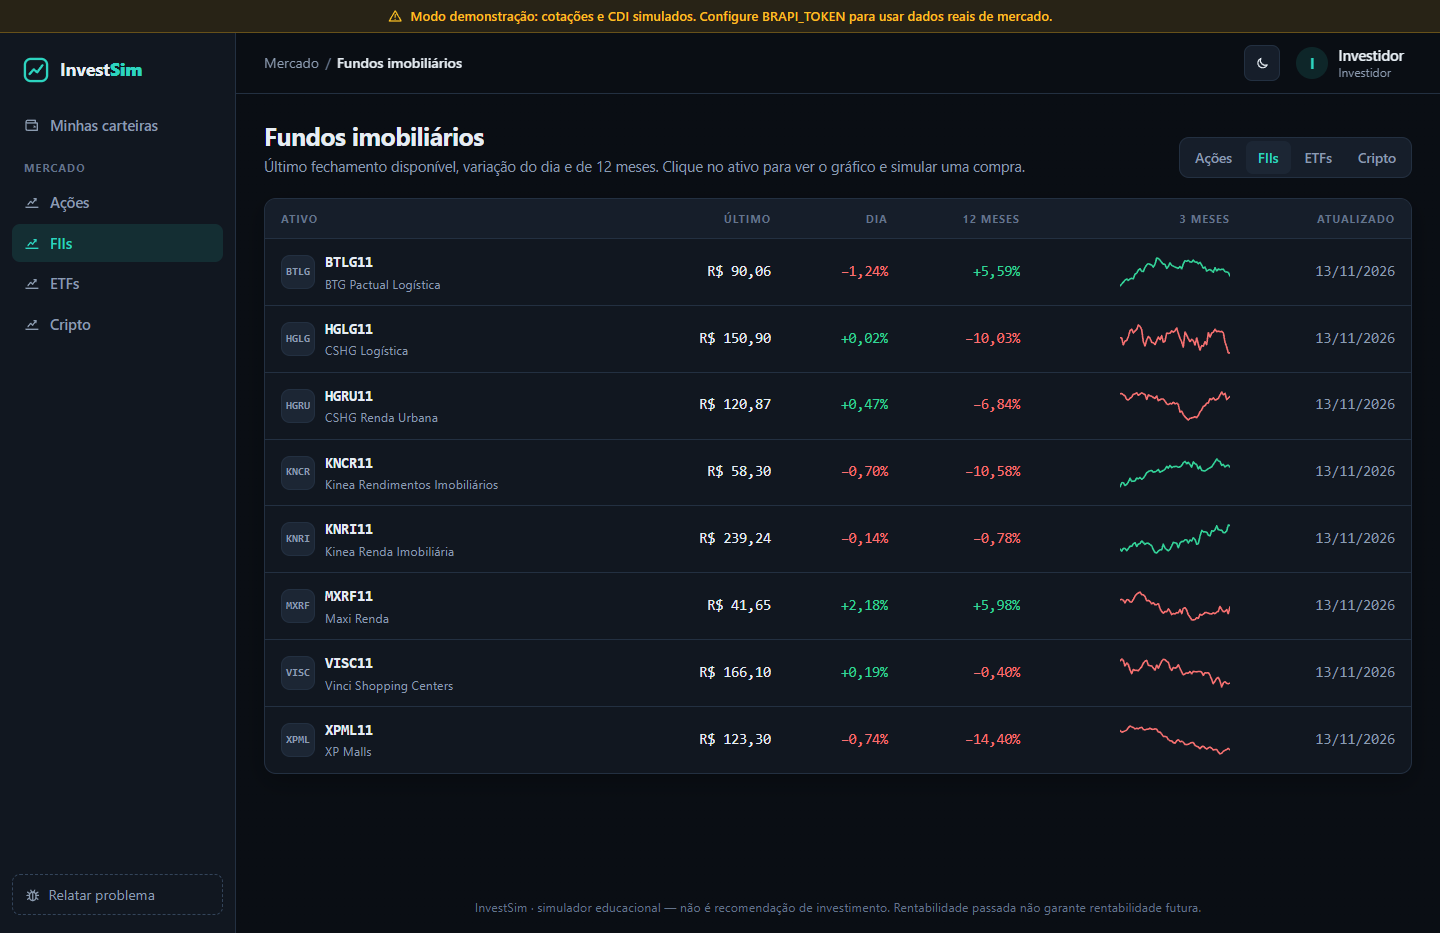 Modo demonstração: cotações e CDI simulados. Configure BRAPI_TOKEN para usar dados reais de mercado.
InvestSim
Mercado / Fundos imobiliários
I
Investidor
Investidor
Minhas carteiras
MERCADO
Ações
FIIs
ETFs
Cripto
Relatar problema
Fundos imobiliários
Último fechamento disponível, variação do dia e de 12 meses. Clique no ativo para ver o gráfico e simular uma compra.
Ações FIIs ETFs Cripto
ATIVO ÚLTIMO DIA 12 MESES 3 MESES ATUALIZADO
BTLG BTLG11 R$ 90,06 −1,24% +5,59% 13/11/2026
BTG Pactual Logística
HGLG HGLG11 R$ 150,90 +0,02% −10,03% 13/11/2026
CSHG Logística
HGRU HGRU11 R$ 120,87 +0,47% −6,84% 13/11/2026
CSHG Renda Urbana
KNCR KNCR11 R$ 58,30 −0,70% −10,58% 13/11/2026
Kinea Rendimentos Imobiliários
KNRI KNRI11 R$ 239,24 −0,14% −0,78% 13/11/2026
Kinea Renda Imobiliária
MXRF MXRF11 R$ 41,65 +2,18% +5,98% 13/11/2026
Maxi Renda
VISC VISC11 R$ 166,10 +0,19% −0,40% 13/11/2026
Vinci Shopping Centers
XPML XPML11 R$ 123,30 −0,74% −14,40% 13/11/2026
XP Malls
InvestSim · simulador educacional — não é recomendação de investimento. Rentabilidade passada não garante rentabilidade futura.